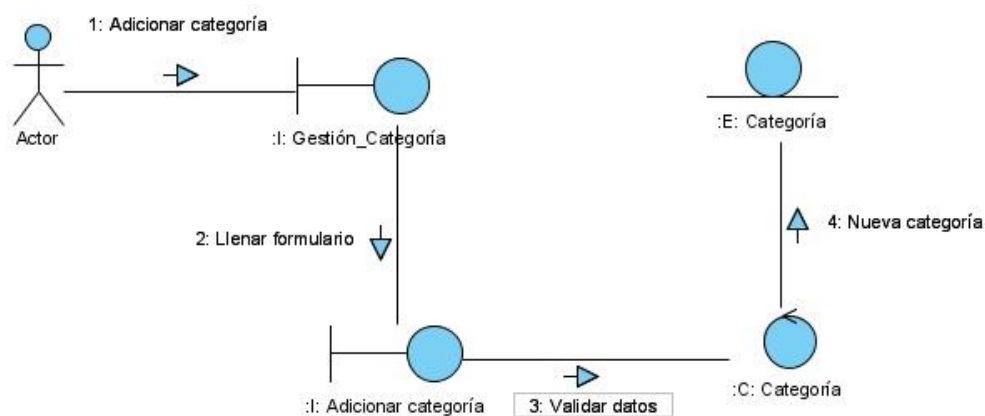 1: Adicionar categoría
Actor
:I: Gestión_Categoría
:E: Categoría
2: Llenar formulario
4: Nueva categoría
:I: Adicionar categoría
3: Validar datos
:C: Categoría